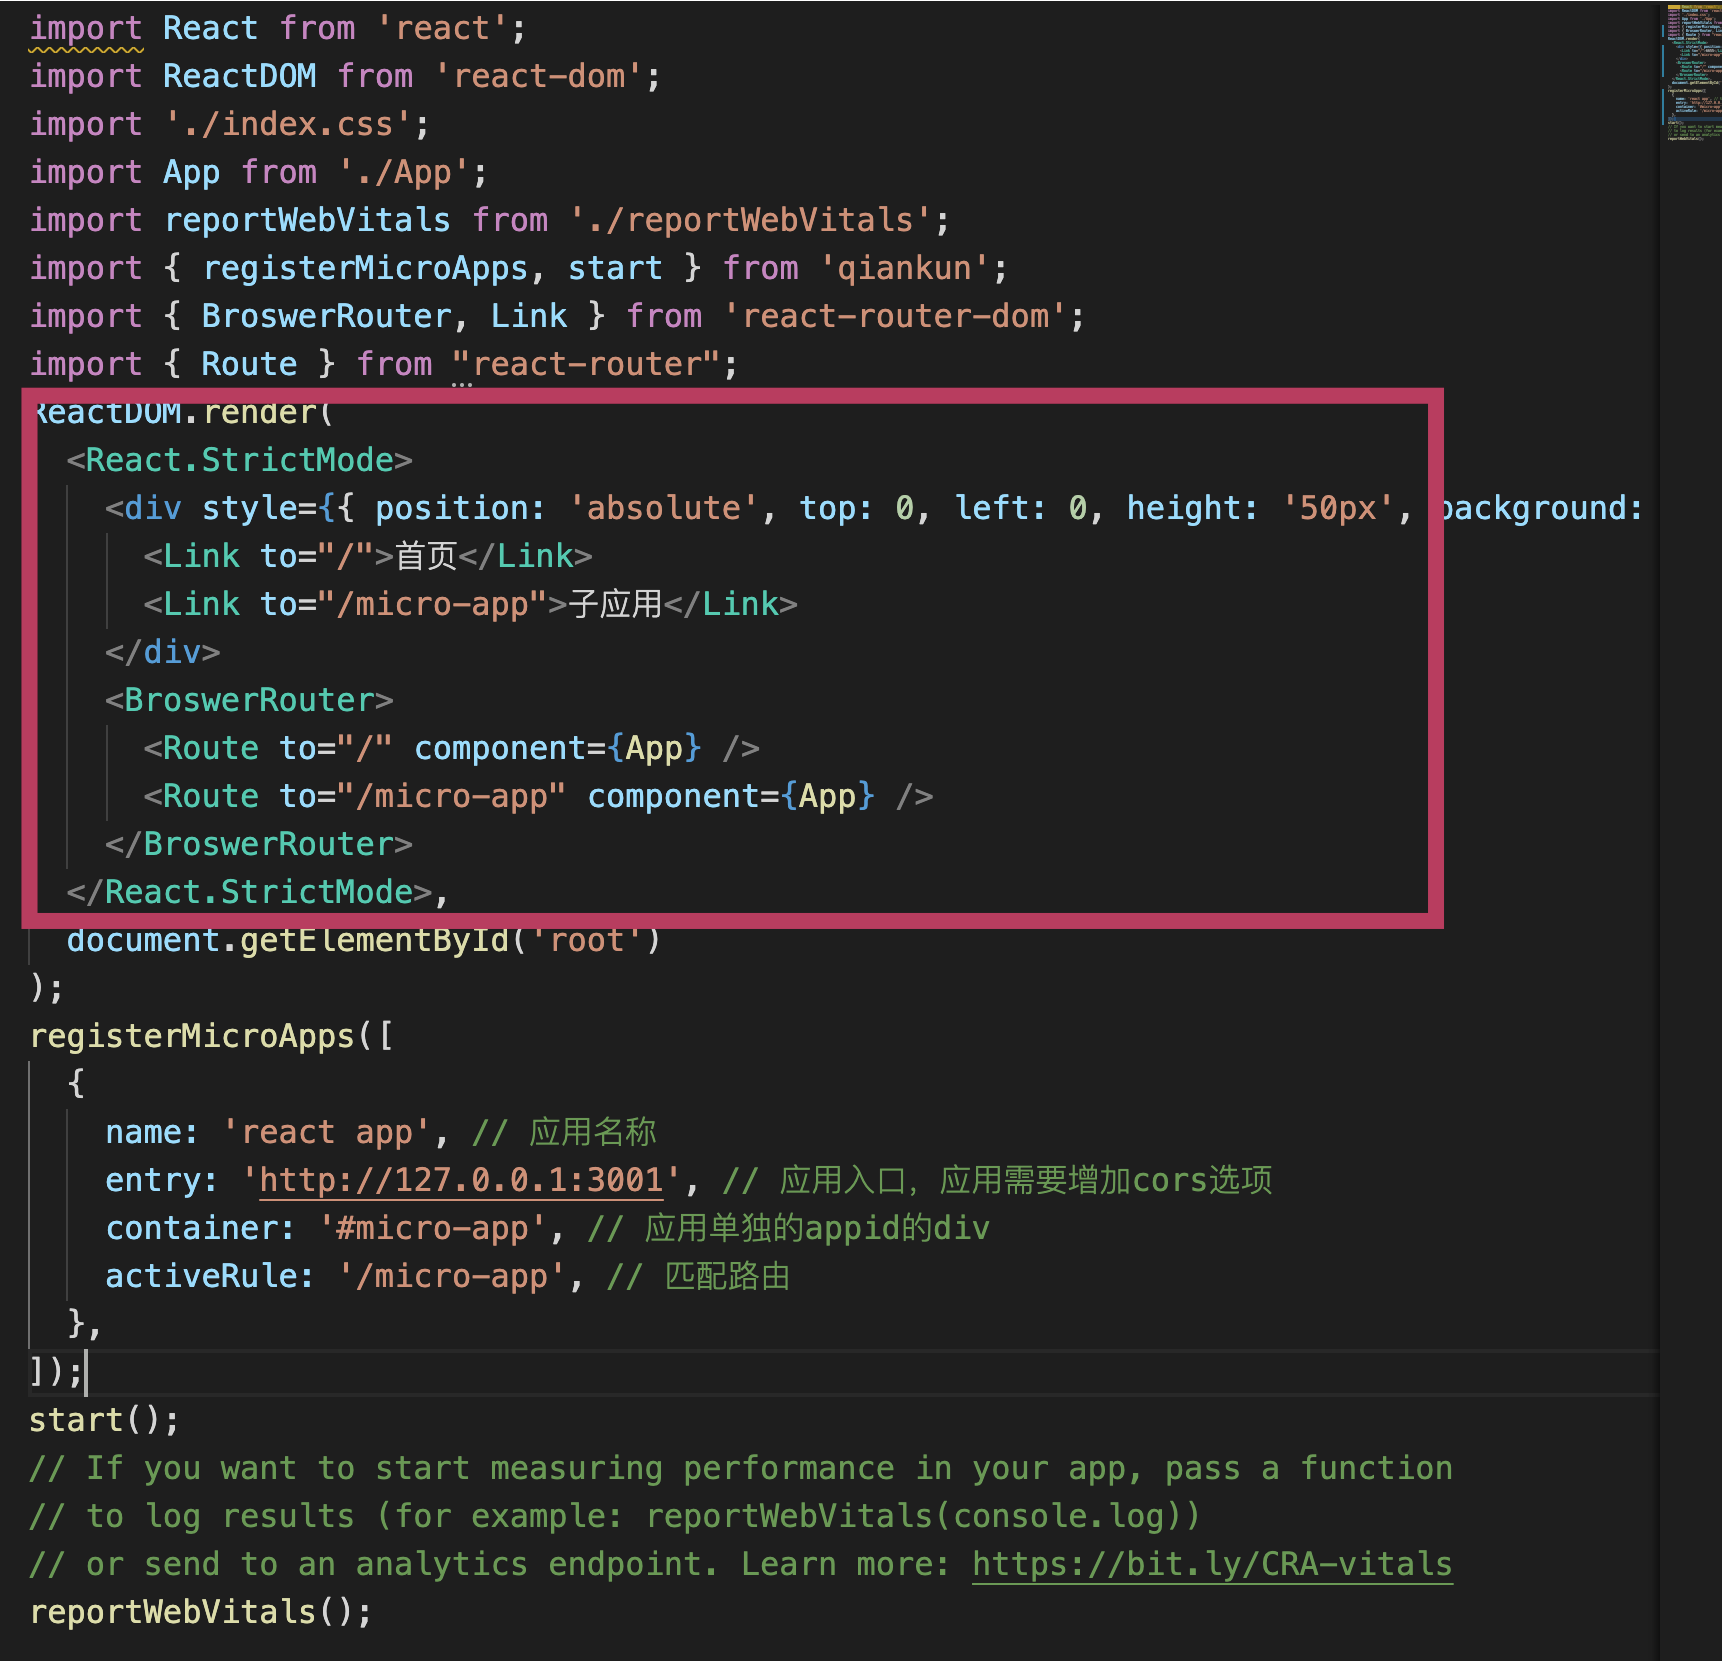 import React from 'react';
import ReactDOM from 'react-dom';
import './index.css';
import App from './App';
import reportWebVitals from './reportWebVitals';
import { registerMicroApps, start } from 'qiankun';
import { BroswerRouter, Link } from 'react-router-dom';
import { Route } from "react-router";
ReactDOM.render(
  <React.StrictMode>
    <div style={{ position: 'absolute', top: 0, left: 0, height: '50px', background:
      <Link to="/">首页</Link>
      <Link to="/micro-app">子应用</Link>
    </div>
    <BroswerRouter>
      <Route to="/" component={App} />
      <Route to="/micro-app" component={App} />
    </BroswerRouter>
  </React.StrictMode>,
  document.getElementById('root')
);
registerMicroApps([
  {
    name: 'react app', // 应用名称
    entry: 'http://127.0.0.1:3001', // 应用入口，应用需要增加cors选项
    container: '#micro-app', // 应用单独的appid的div
    activeRule: '/micro-app', // 匹配路由
  },
]);
start();
// If you want to start measuring performance in your app, pass a function
// to log results (for example: reportWebVitals(console.log))
// or send to an analytics endpoint. Learn more: https://bit.ly/CRA-vitals
reportWebVitals();